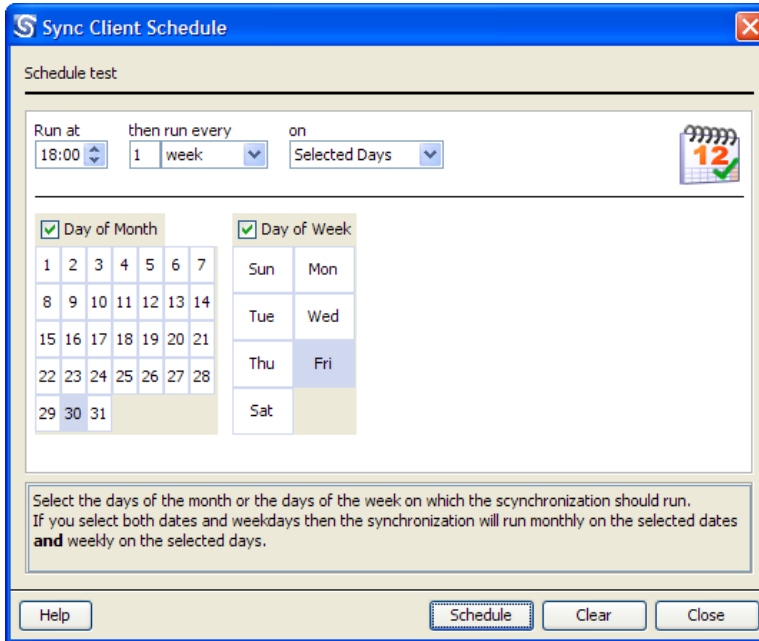 Sync Client Schedule
Schedule test
Run at then run every on
18:00 1 week Selected Days
12
Day of Month Day of Week
1 2 3 4 5 6 7
8 9 10 11 12 13 14
15 16 17 18 19 20 21
22 23 24 25 26 27 28
29 30 31
Sun Mon
Tue Wed
Thu Fri
Sat
Select the days of the month or the days of the week on which the scynchronization should run.
If you select both dates and weekdays then the synchronization will run monthly on the selected dates
and weekly on the selected days.
Help Schedule Clear Close